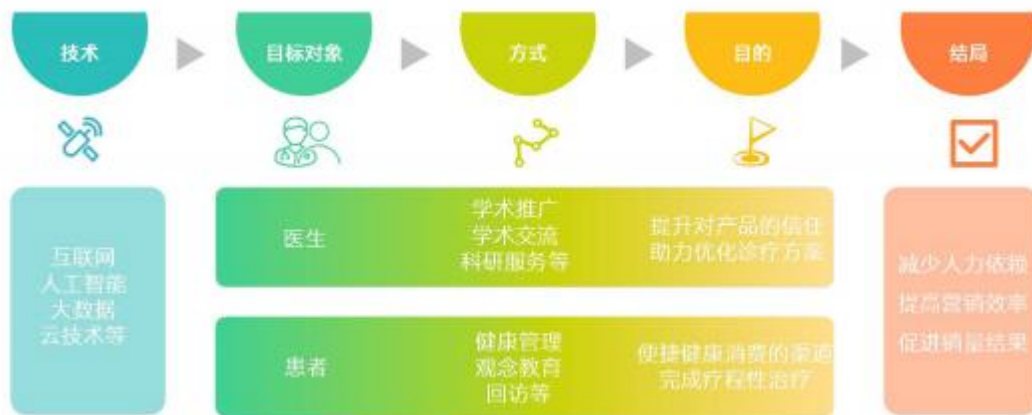 技术
目标对象
方式
目的
结局
互联网
人工智能
大数据
云技术等
医生
学术推广
学术交流
科研服务等
提升对产品的信任
助力优化诊疗方案
患者
健康管理
观念教育
回访等
便捷健康消费的渠道
完成疗程性治疗
减少人力依赖
提高营销效率
促进销量结果